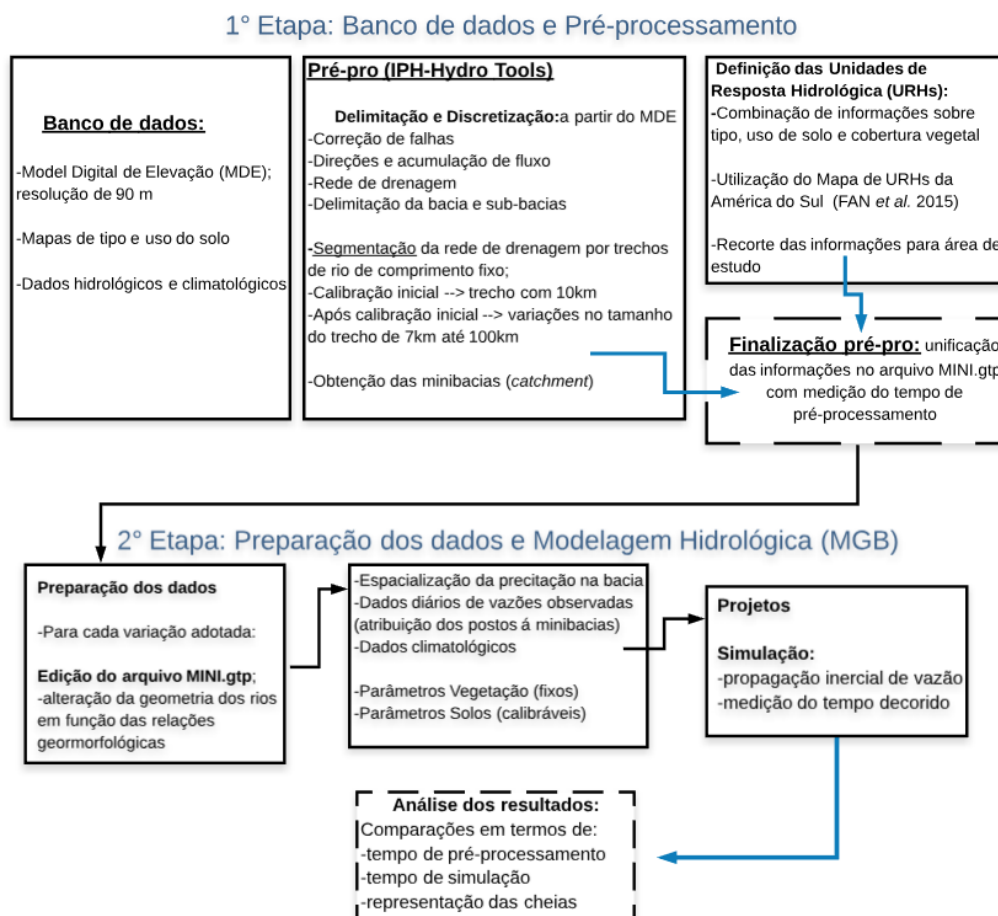 1° Etapa: Banco de dados e Pré-processamento
Banco de dados:
-Model Digital de Elevação (MDE);
resolução de 90 m
-Mapas de tipo e uso do solo
-Dados hidrológicos e climatológicos
Pré-pro (IPH-Hydro Tools)
Delimitação e Discretização:a partir do MDE
-Correção de falhas
-Direções e acumulação de fluxo
-Rede de drenagem
-Delimitação da bacia e sub-bacias
-Segmentação da rede de drenagem por trechos
de rio de comprimento fixo;
-Calibração inicial --> trecho com 10km
-Após calibração inicial --> variações no tamanho
do trecho de 7km até 100km
-Obtenção das minibacias (catchment)
Definição das Unidades de
Resposta Hidrológica (URHs):
-Combinação de informações sobre
tipo, uso de solo e cobertura vegetal
-Utilização do Mapa de URHs da
América do Sul (FAN et al. 2015)
-Recorte das informações para área de
estudo
Finalização pré-pro: unificação
das informações no arquivo MINI.gtp
com medição do tempo de
pré-processamento
2° Etapa: Preparação dos dados e Modelagem Hidrológica (MGB)
Preparação dos dados
-Para cada variação adotada:
Edição do arquivo MINI.gtp;
-alteração da geometria dos rios
em função das relações
geormorfológicas
-Espacialização da precitação na bacia
-Dados diários de vazões observadas
(atribuição dos postos á minibacias)
-Dados climatológicos
-Parâmetros Vegetação (fixos)
-Parâmetros Solos (calibráveis)
Projetos
Simulação:
-propagação inercial de vazão
-medição do tempo decorido
Análise dos resultados:
Comparações em termos de:
-tempo de pré-processamento
-tempo de simulação
-representação das cheias